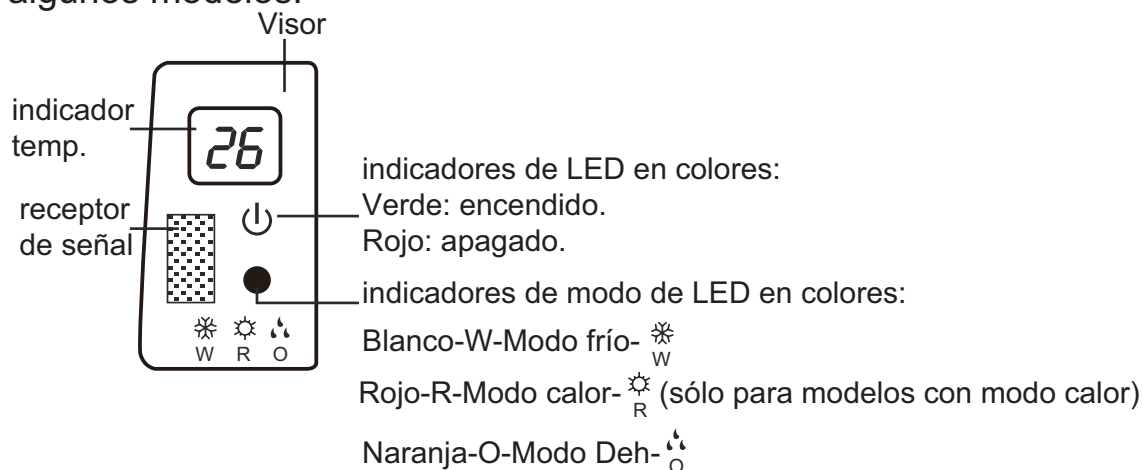 algunos modelos.
Visor
indicador
temp.
26
receptor
de señal
indicadores de LED en colores:
Verde: encendido.
Rojo: apagado.
indicadores de modo de LED en colores:
W R O
Blanco-W-Modo frío- W
Rojo-R-Modo calor- R (sólo para modelos con modo calor)
Naranja-O-Modo Deh- O